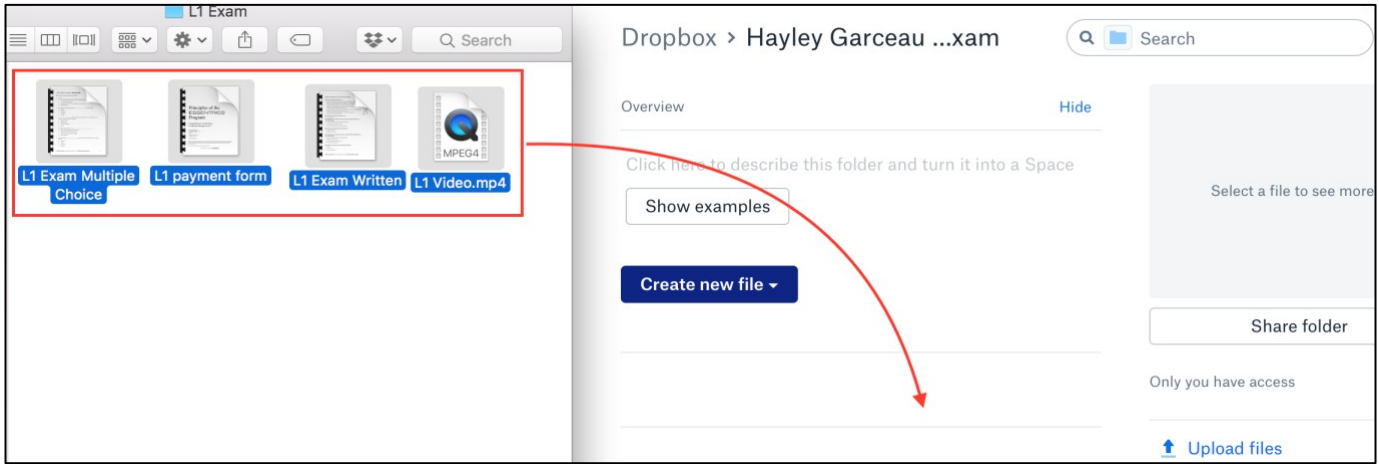 L1 Exam
Search
L1 Exam Multiple
Choice
L1 payment form
L1 Exam Written
L1 Video.mp4
MPEG4
Dropbox › Hayley Garceau ...xam
Search
Overview
Hide
Click here to describe this folder and turn it into a Space
Show examples
Create new file
Select a file to see more
Share folder
Only you have access
Upload files